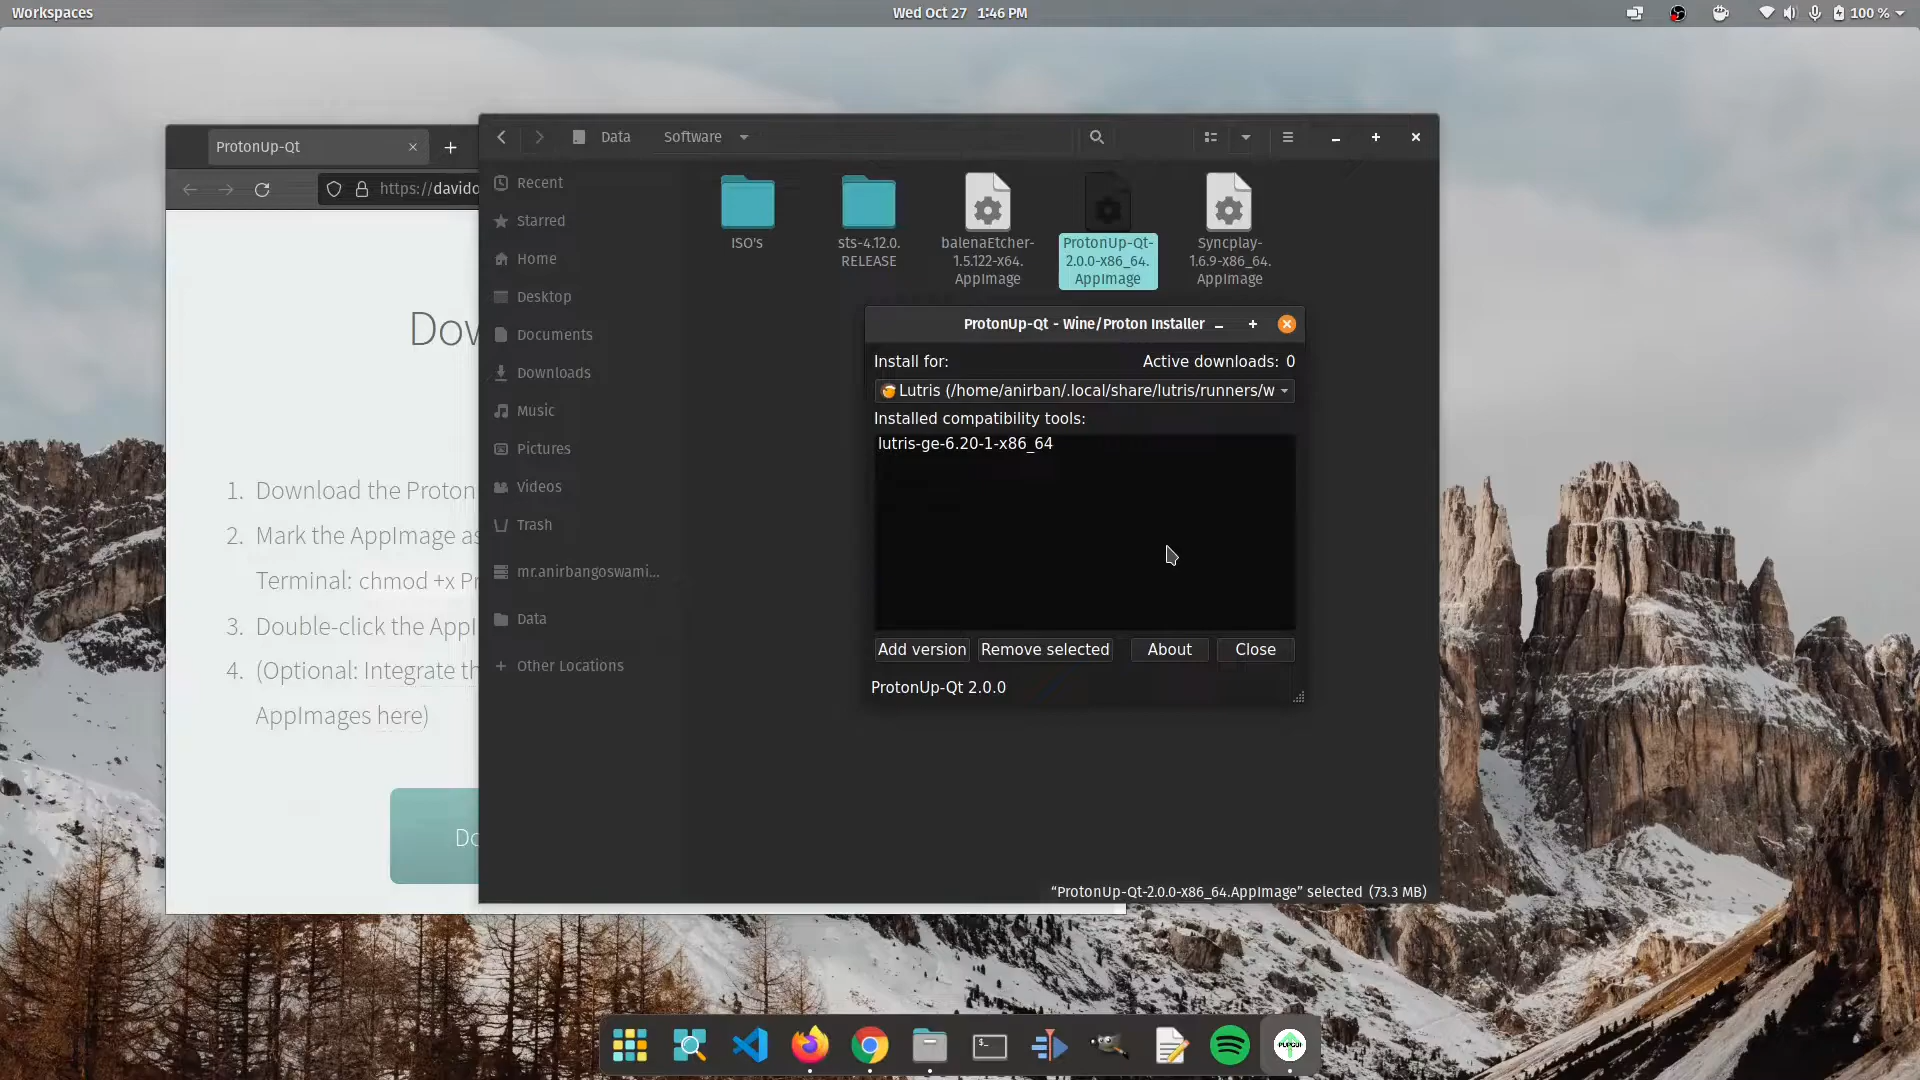 Workspaces
Wed Oct 27 1:46 PM
100 %
ProtonUp-Qt
https://davido
Dow
1. Download the Proton
2. Mark the AppImage as
Terminal: chmod +x Pr
3. Double-click the AppI
4. (Optional: Integrate th
AppImages here)
Do
Data
Software
Recent
Starred
Home
Desktop
Documents
Downloads
Music
Pictures
Videos
Trash
mr.anirbangoswami...
Data
+ Other Locations
ISO's
sts-4.12.0.
RELEASE
balenaEtcher-
1.5.122-x64.
AppImage
ProtonUp-Qt-
2.0.0-x86_64.
AppImage
Syncplay-
1.6.9-x86_64.
AppImage
ProtonUp-Qt - Wine/Proton Installer
Install for:
Active downloads: 0
Lutris (/home/anirban/.local/share/lutris/runners/w
Installed compatibility tools:
lutris-ge-6.20-1-x86_64
Add version
Remove selected
About
Close
ProtonUp-Qt 2.0.0
“ProtonUp-Qt-2.0.0-x86_64.AppImage” selected (73.3 MB)
$_
PUPGUI